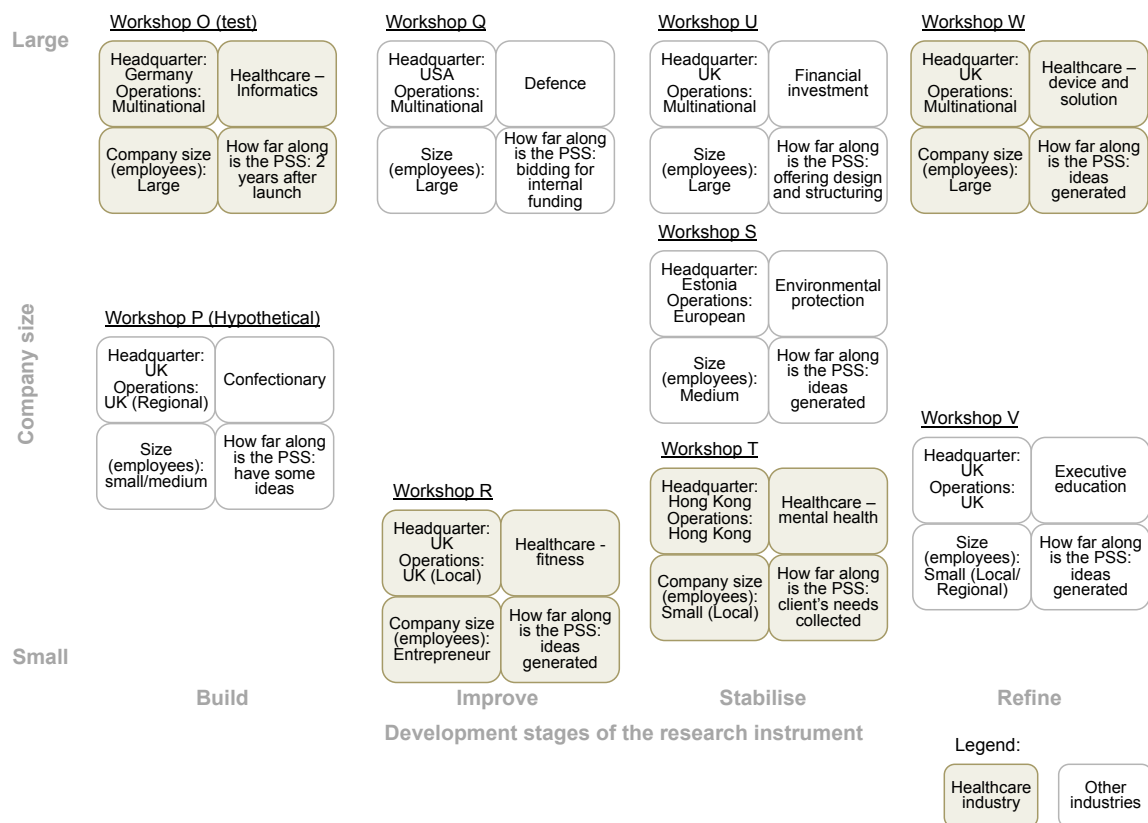 Large
Company size
Small
Workshop O (test)
Headquarter:
Germany
Operations:
Multinational
Healthcare –
Informatics
Company size
(employees):
Large
How far along
is the PSS: 2
years after
launch
Workshop P (Hypothetical)
Headquarter:
UK
Operations:
UK (Regional)
Confectionary
Size
(employees):
small/medium
How far along
is the PSS:
have some
ideas
Workshop Q
Headquarter:
USA
Operations:
Multinational
Defence
Size
(employees):
Large
How far along
is the PSS:
bidding for
internal
funding
Workshop R
Headquarter:
UK
Operations:
UK (Local)
Healthcare -
fitness
Company size
(employees):
Entrepreneur
How far along
is the PSS:
ideas
generated
Workshop U
Headquarter:
UK
Operations:
Multinational
Financial
investment
Size
(employees):
Large
How far along
is the PSS:
offering design
and structuring
Workshop S
Headquarter:
Estonia
Operations:
European
Environmental
protection
Size
(employees):
Medium
How far along
is the PSS:
ideas
generated
Workshop T
Headquarter:
Hong Kong
Operations:
Hong Kong
Healthcare –
mental health
Company size
(employees):
Small (Local)
How far along
is the PSS:
client's needs
collected
Workshop W
Headquarter:
UK
Operations:
Multinational
Healthcare –
device and
solution
Company size
(employees):
Large
How far along
is the PSS:
ideas
generated
Workshop V
Headquarter:
UK
Operations:
UK
Executive
education
Size
(employees):
Small (Local/
Regional)
How far along
is the PSS:
ideas
generated
Build
Improve
Stabilise
Refine
Development stages of the research instrument
Legend:
Healthcare
industry
Other
industries